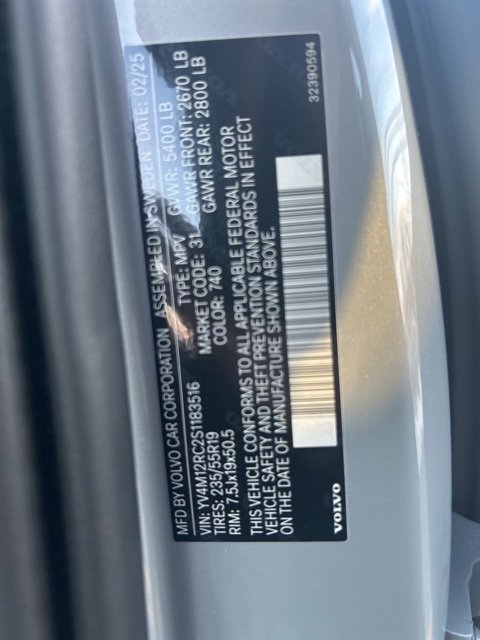 MFD BY VOLVO CAR CORPORATION ASSEMBLED IN SWEDEN DATE: 02/25
VIN: YV4M12RC2S1183516 TYPE: MPV GVWR: 5400 LB
TIRES: 235/55R19 MARKET CODE: 31 GAWR FRONT: 2670 LB
RIM: 7.5Jx19x50.5 COLOR: 740 GAWR REAR: 2800 LB
THIS VEHICLE CONFORMS TO ALL APPLICABLE FEDERAL MOTOR
VEHICLE SAFETY AND THEFT PREVENTION STANDARDS IN EFFECT
ON THE DATE OF MANUFACTURE SHOWN ABOVE.
VOLVO 32390594